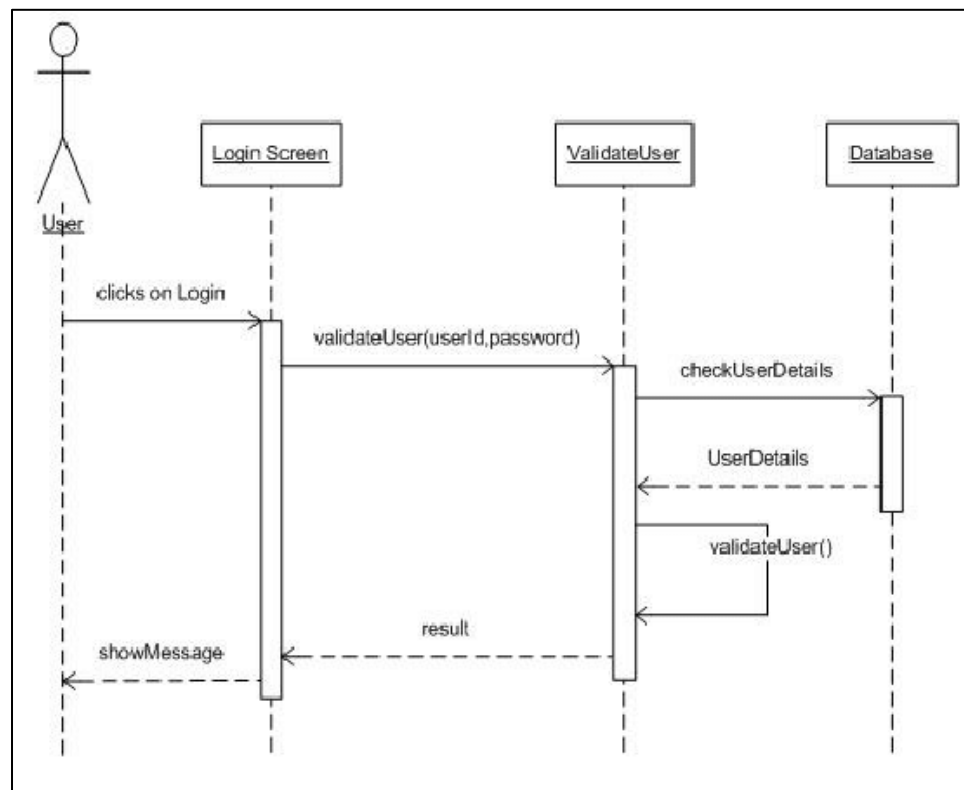 Login Screen
ValidateUser
Database
User
clicks on Login
validateUser(userId,password)
checkUserDetails
UserDetails
validateUser()
result
showMessage